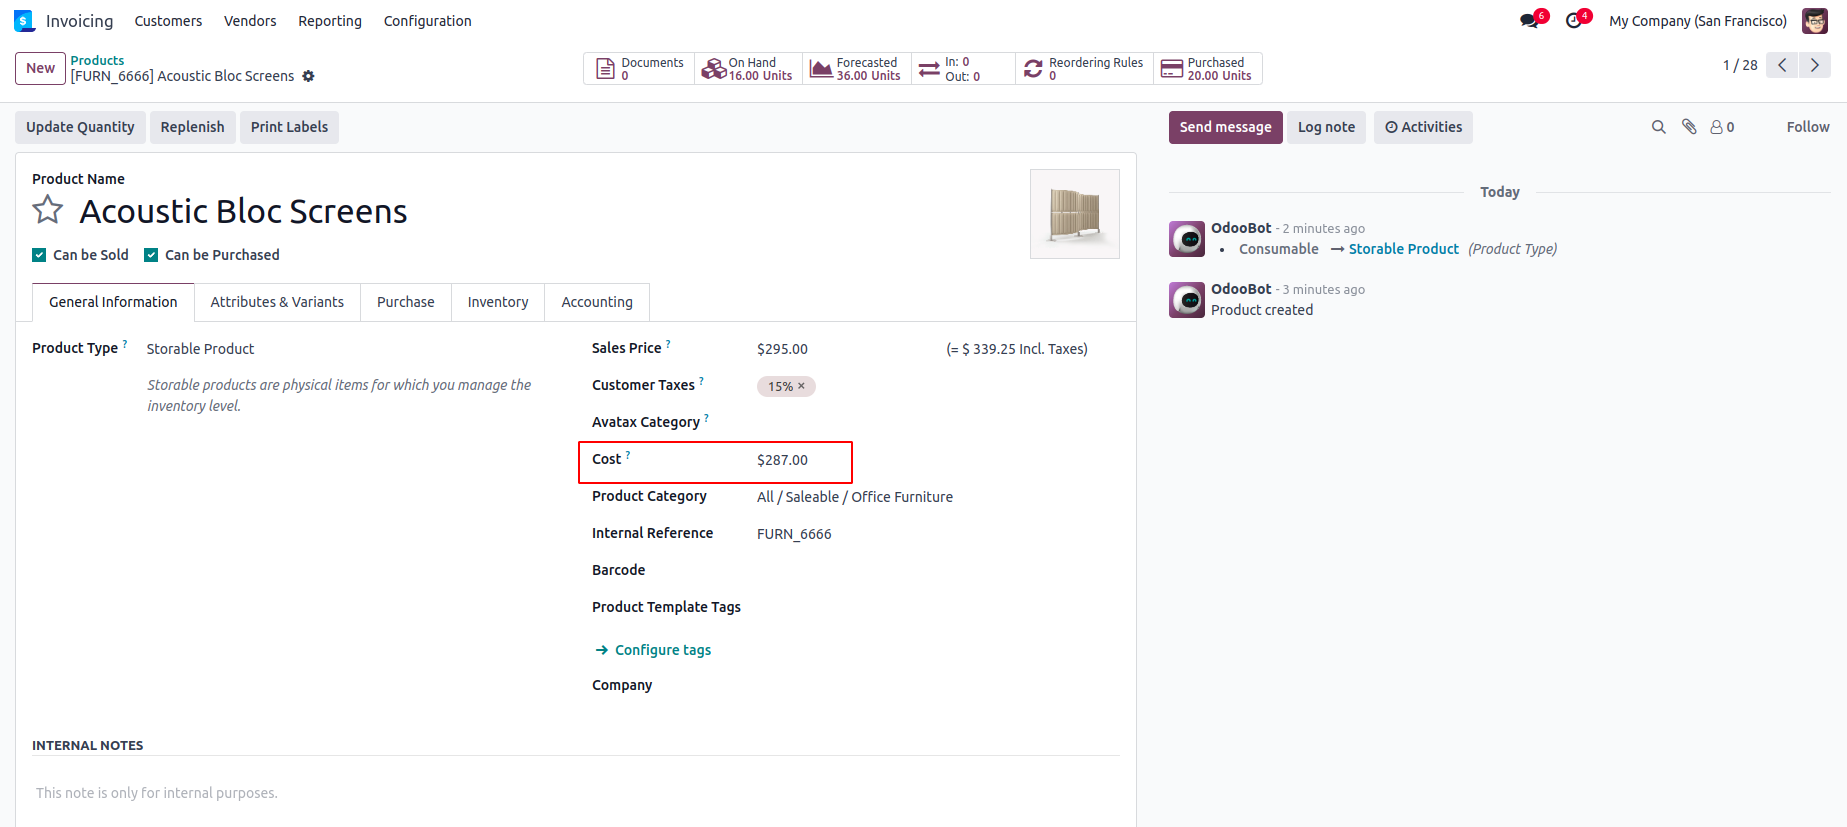 Invoicing Customers Vendors Reporting Configuration 6 4 My Company (San Francisco)
New Products
[FURN_6666] Acoustic Bloc Screens
Documents
0
On Hand
16.00 Units
Forecasted
36.00 Units
In: 0
Out: 0
Reordering Rules
0
Purchased
20.00 Units
1 / 28
Update Quantity Replenish Print Labels
Send message Log note Activities 0 Follow
Product Name
Acoustic Bloc Screens
Can be Sold Can be Purchased
General Information Attributes & Variants Purchase Inventory Accounting
Product Type ? Storable Product
Storable products are physical items for which you manage the
inventory level.
Sales Price ? $295.00 (= $ 339.25 Incl. Taxes)
Customer Taxes ? 15% ×
Avatax Category ?
Cost ? $287.00
Product Category All / Saleable / Office Furniture
Internal Reference FURN_6666
Barcode
Product Template Tags
→ Configure tags
Company
INTERNAL NOTES
This note is only for internal purposes.
Today
OdooBot - 2 minutes ago
• Consumable → Storable Product (Product Type)
OdooBot - 3 minutes ago
Product created